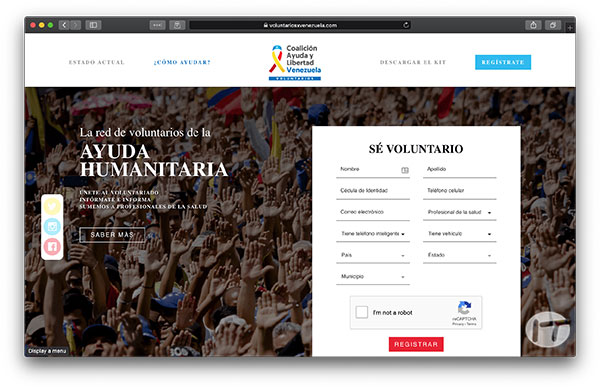 voluntariosxvenezuela.com
ESTADO ACTUAL
¿CÓMO AYUDAR?
Coalición
Ayuda y
Libertad
Venezuela
VOLUNTARIOS
DESCARGAR EL KIT
REGÍSTRATE
La red de voluntarios de la
AYUDA
HUMANITARIA
ÚNETE AL VOLUNTARIADO
INFÓRMATE E INFORMA
SUMEMOS A PROFESIONALES DE LA SALUD
SABER MÁS
SÉ VOLUNTARIO
Nombre
Apellido
Cédula de Identidad
Teléfono celular
Correo electrónico
Profesional de la salud
Tiene teléfono inteligente
Tiene vehículo
País
Estado
Municipio
I'm not a robot
reCAPTCHA
Privacy - Terms
REGISTRAR
Display a menu